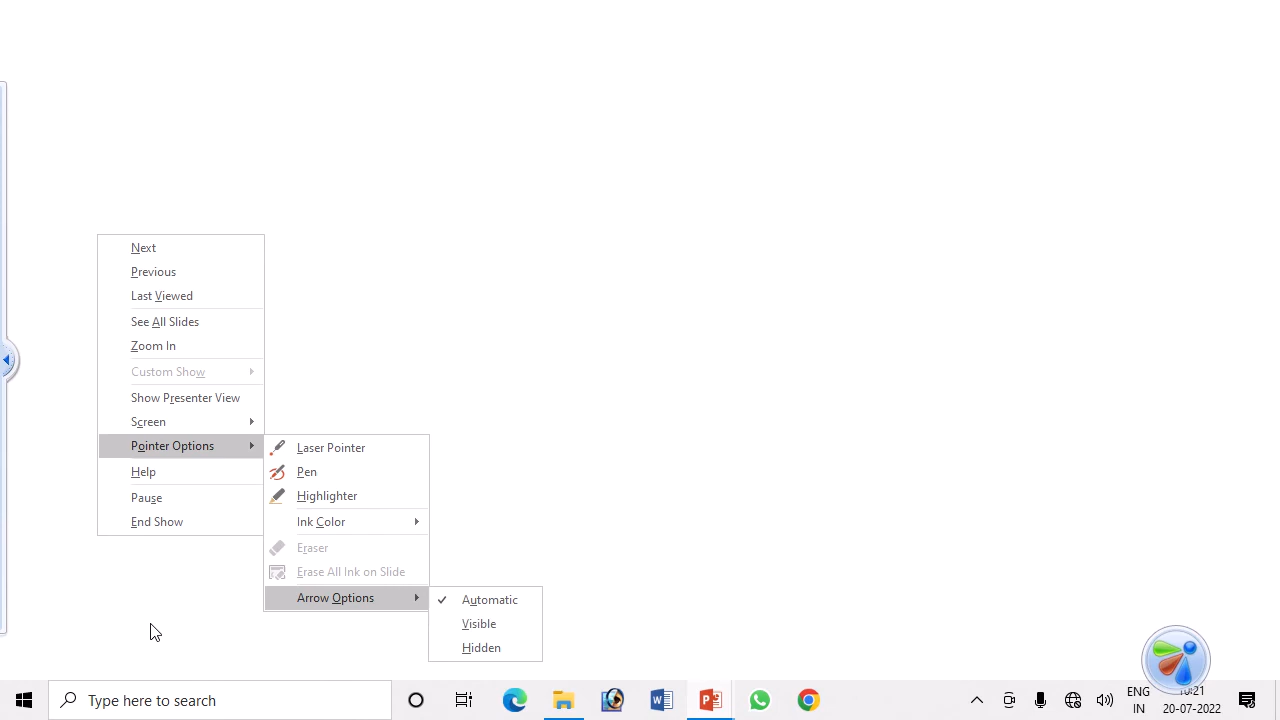 Next
Previous
Last Viewed
See All Slides
Zoom In
Custom Show
Show Presenter View
Screen
Pointer Options
Help
Pause
End Show
Laser Pointer
Pen
Highlighter
Ink Color
Eraser
Erase All Ink on Slide
Arrow Options
Automatic
Visible
Hidden
Type here to search
ENG
IN
10:21
20-07-2022